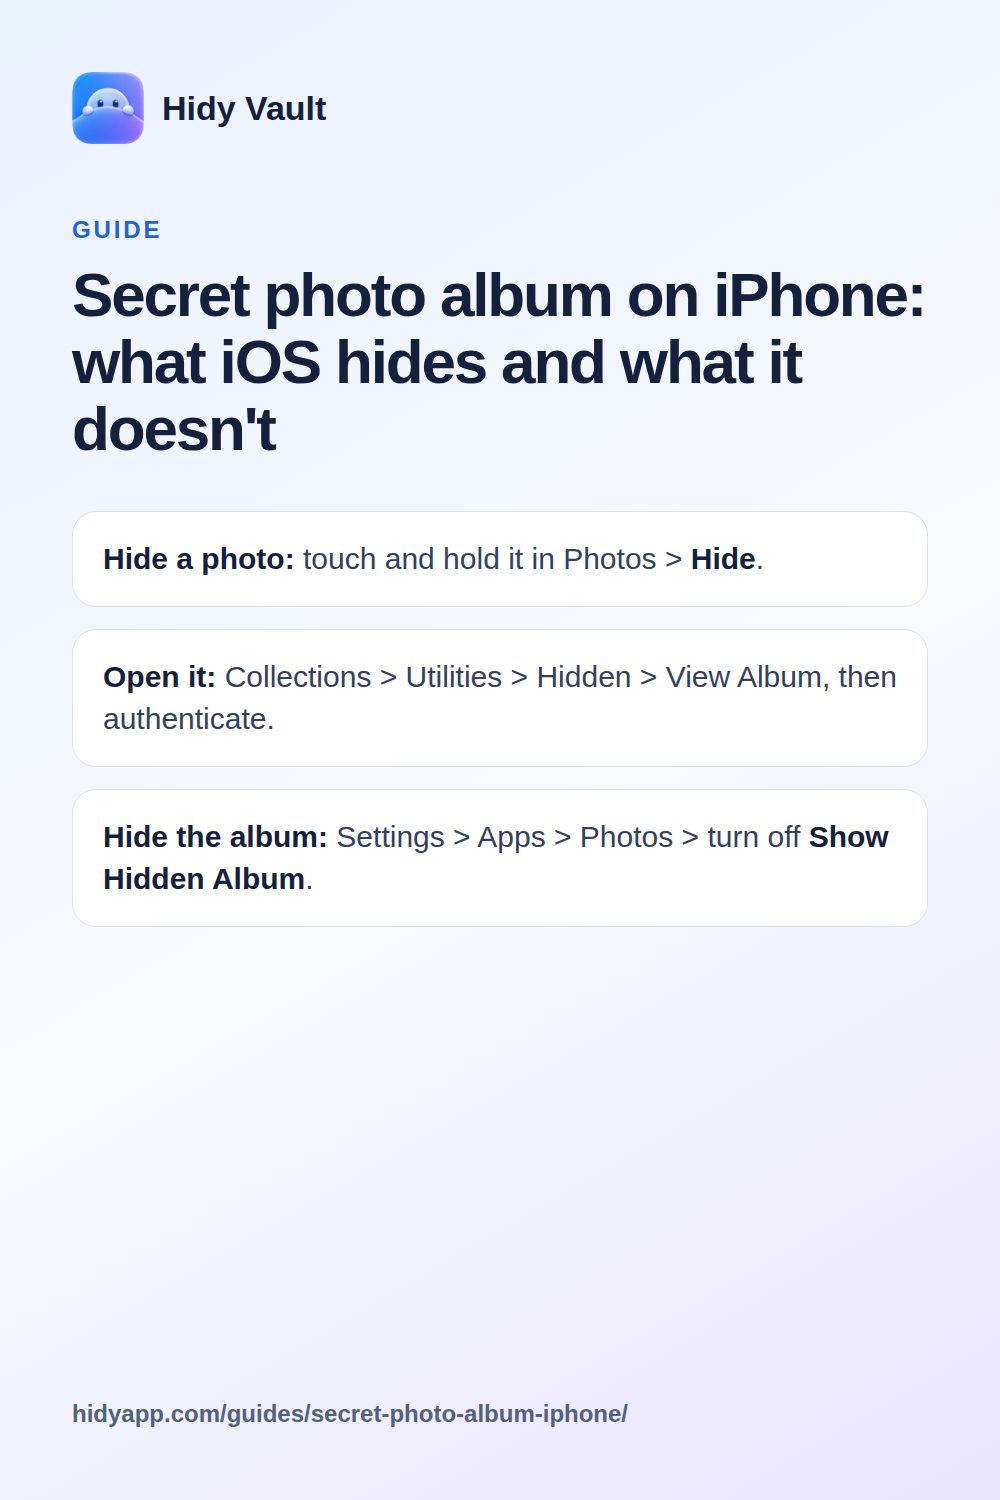 Hidy Vault
GUIDE
Secret photo album on iPhone:
what iOS hides and what it
doesn't
Hide a photo: touch and hold it in Photos > Hide.
Open it: Collections > Utilities > Hidden > View Album, then
authenticate.
Hide the album: Settings > Apps > Photos > turn off Show
Hidden Album.
hidyapp.com/guides/secret-photo-album-iphone/